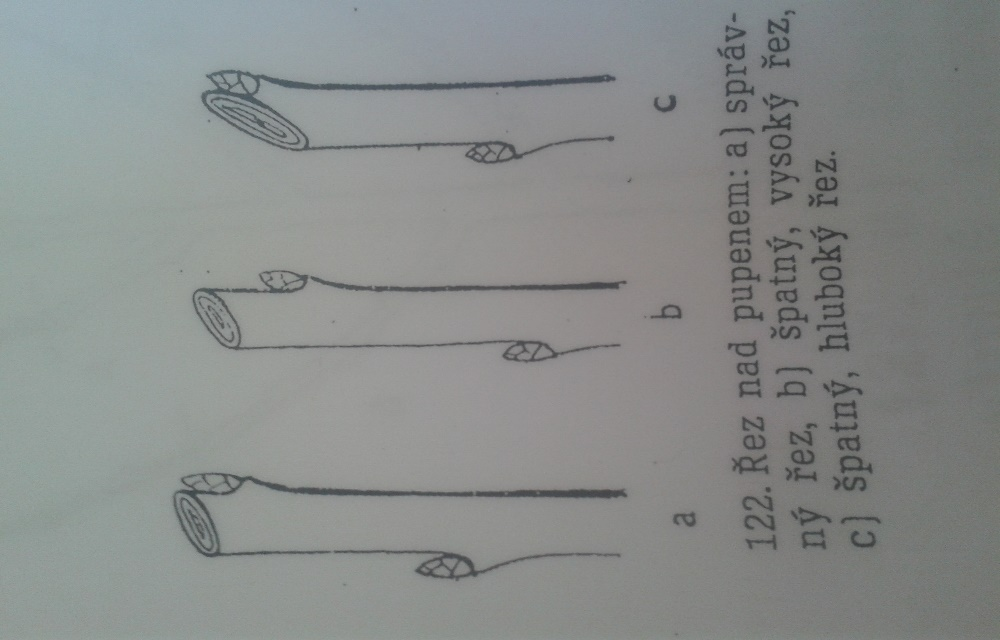 a
b
c
122. Řez nad pupenem: a) správ-
ný řez, b) špatný, vysoký řez,
c) špatný, hluboký řez.